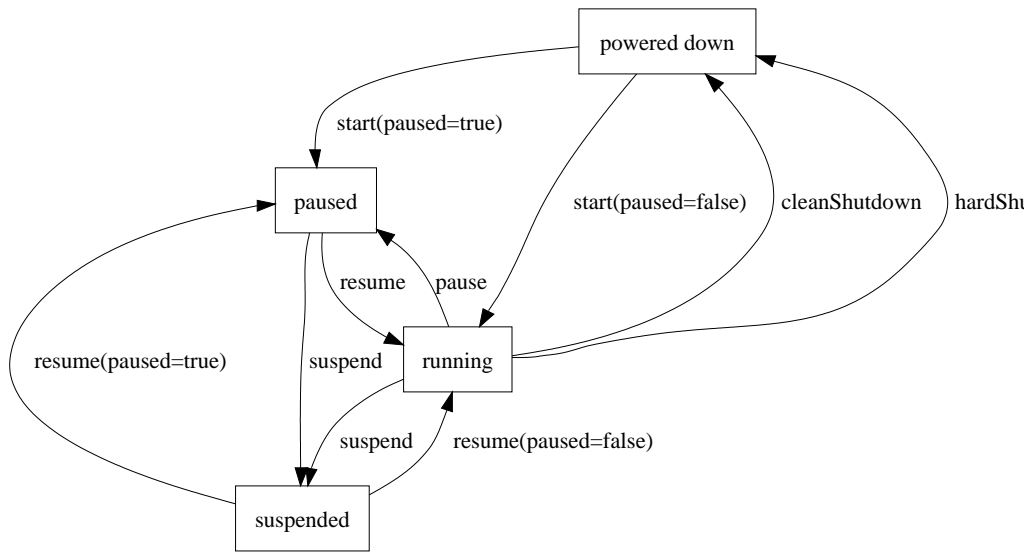 powered down
start(paused=true)
paused
start(paused=false)
cleanShutdown
hardShu
resume
pause
resume(paused=true)
suspend
running
suspend
resume(paused=false)
suspended